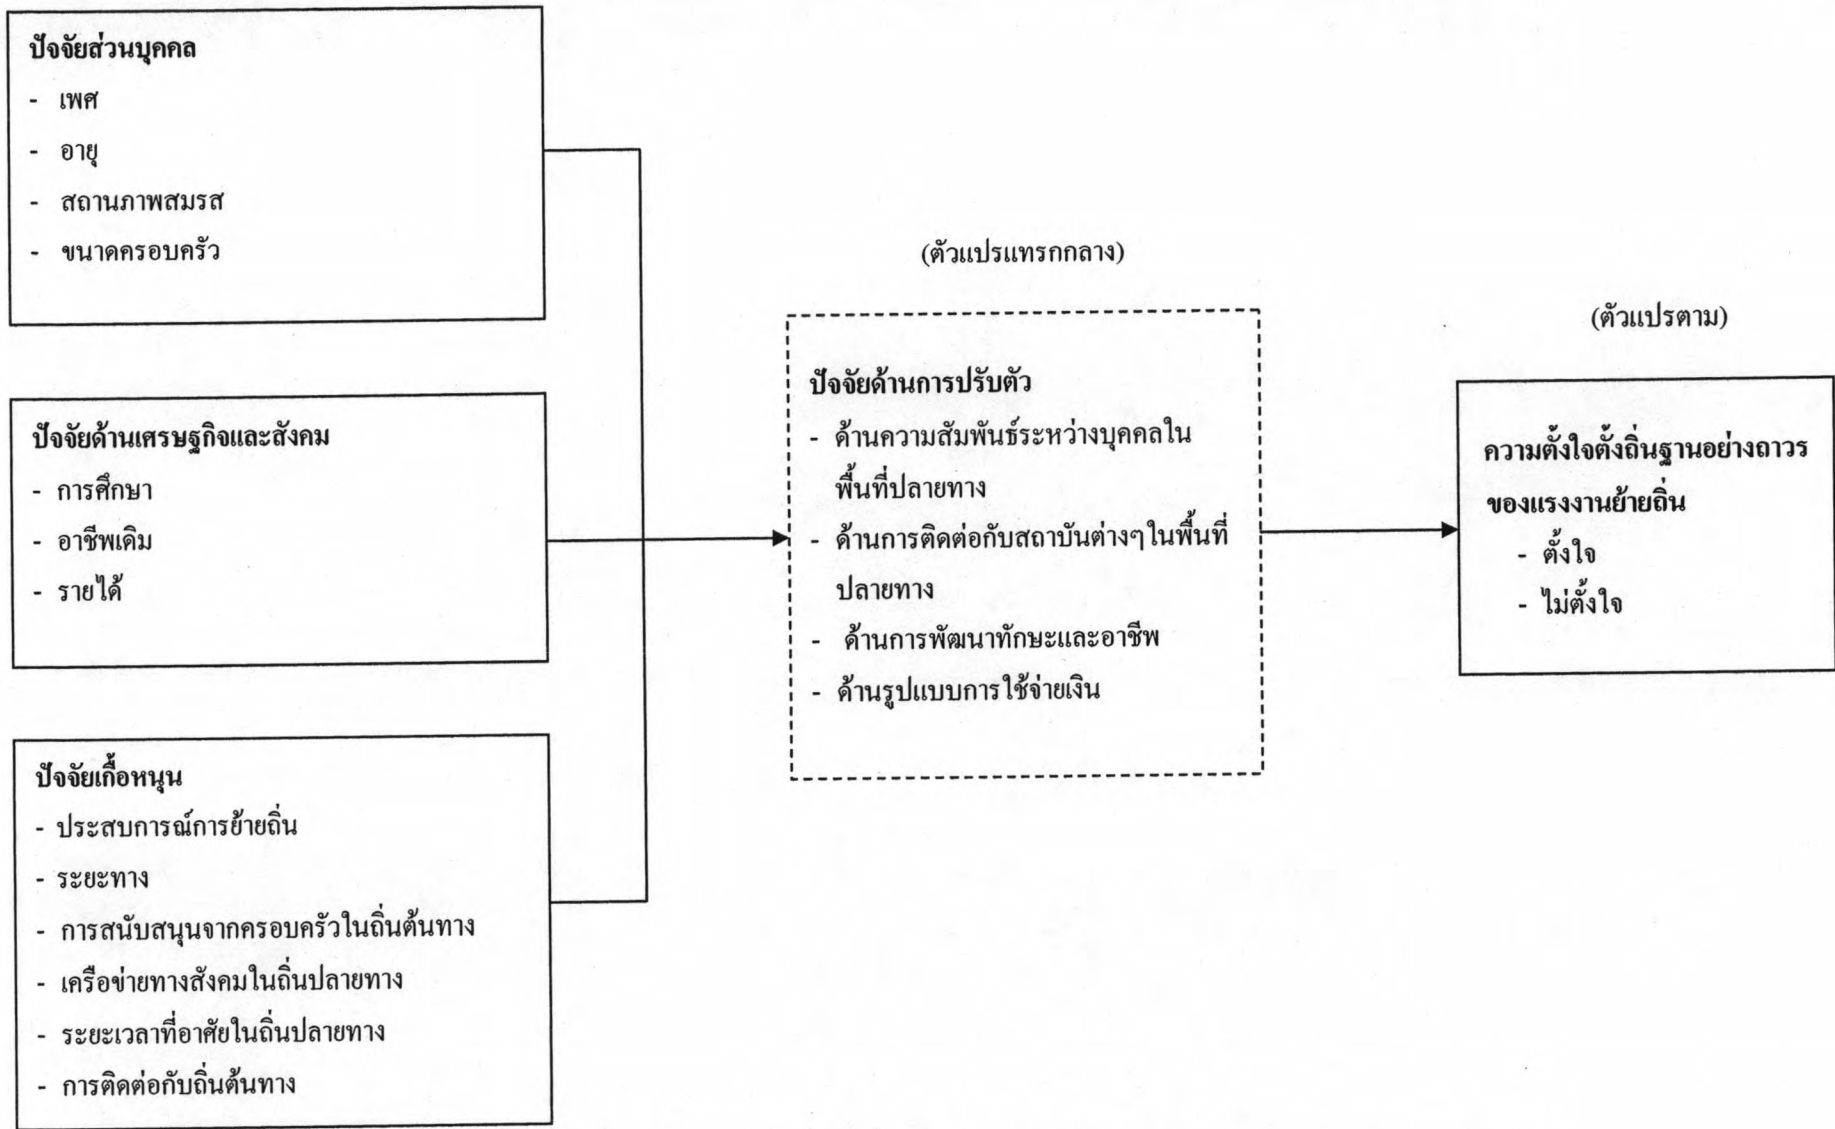 ปัจจัยส่วนบุคคล
- เพศ
- อายุ
- สถานภาพสมรส
- ขนาดครอบครัว
ปัจจัยด้านเศรษฐกิจและสังคม
- การศึกษา
- อาชีพเดิม
- รายได้
ปัจจัยเกื้อหนุน
- ประสบการณ์การย้ายถิ่น
- ระยะทาง
- การสนับสนุนจากครอบครัวในถิ่นต้นทาง
- เครือข่ายทางสังคมในถิ่นปลายทาง
- ระยะเวลาที่อาศัยในถิ่นปลายทาง
- การติดต่อกับถิ่นต้นทาง
(ตัวแปรแทรกกลาง)
ปัจจัยด้านการปรับตัว
- ด้านความสัมพันธ์ระหว่างบุคคลใน
พื้นที่ปลายทาง
- ด้านการติดต่อกับสถาบันต่างๆในพื้นที่
ปลายทาง
- ด้านการพัฒนาทักษะและอาชีพ
- ด้านรูปแบบการใช้จ่ายเงิน
(ตัวแปรตาม)
ความตั้งใจตั้งถิ่นฐานอย่างถาวร
ของแรงงานย้ายถิ่น
- ตั้งใจ
- ไม่ตั้งใจ